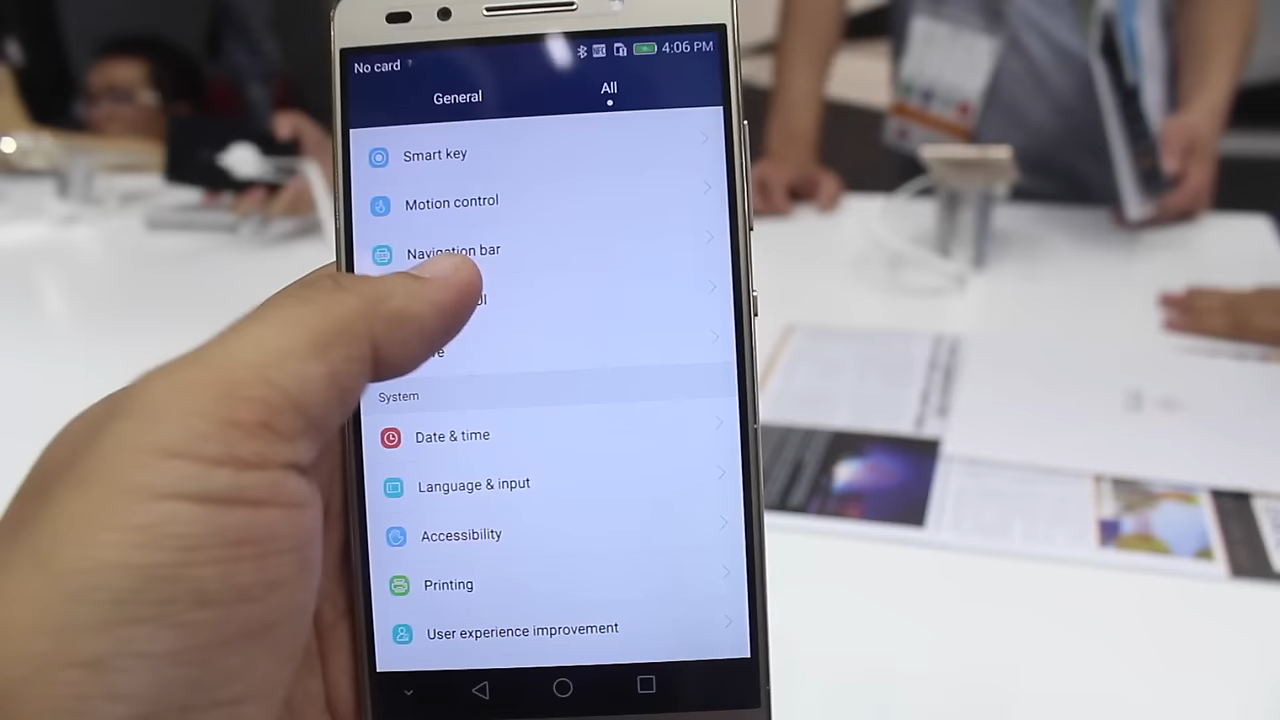 No card
NFC
4:06 PM
General
All
Smart key
Motion control
Navigation bar
System
Date & time
Language & input
Accessibility
Printing
User experience improvement